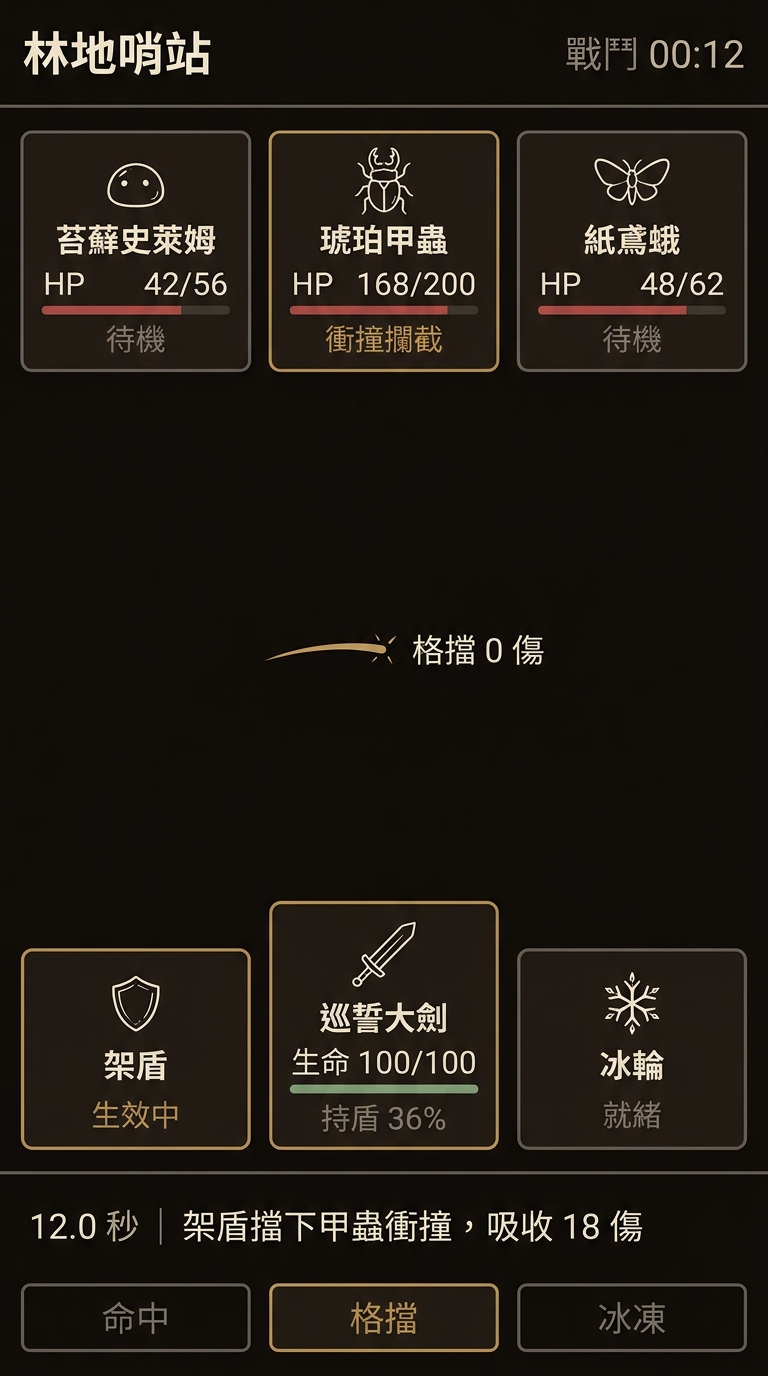 林地哨站
戰鬥 00:12
苔蘚史萊姆
HP 42/56
待機
琥珀甲蟲
HP 168/200
衝撞攔截
紙鳶蛾
HP 48/62
待機
格擋 0 傷
架盾
生效中
巡誓大劍
生命 100/100
持盾 36%
冰輪
就緒
12.0 秒｜架盾擋下甲蟲衝撞，吸收 18 傷
命中
格擋
冰凍